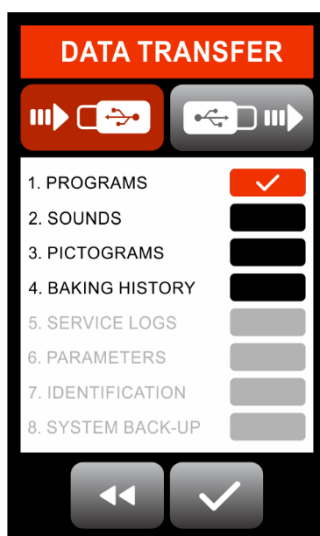 DATA TRANSFER
1. PROGRAMS
2. SOUNDS
3. PICTOGRAMS
4. BAKING HISTORY
5. SERVICE LOGS
6. PARAMETERS
7. IDENTIFICATION
8. SYSTEM BACK-UP